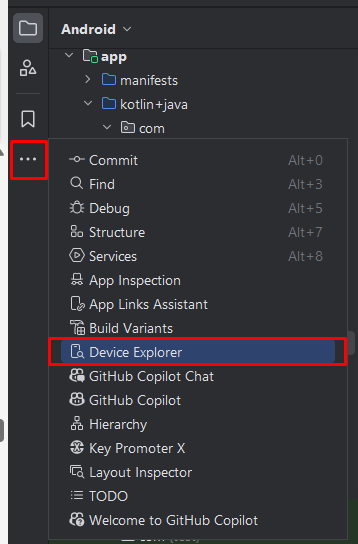 Android
app
manifests
kotlin+java
com
Commit Alt+0
Find Alt+3
Debug Alt+5
Structure Alt+7
Services Alt+8
App Inspection
App Links Assistant
Build Variants
Device Explorer
GitHub Copilot Chat
GitHub Copilot
Hierarchy
Key Promoter X
Layout Inspector
TODO
Welcome to GitHub Copilot